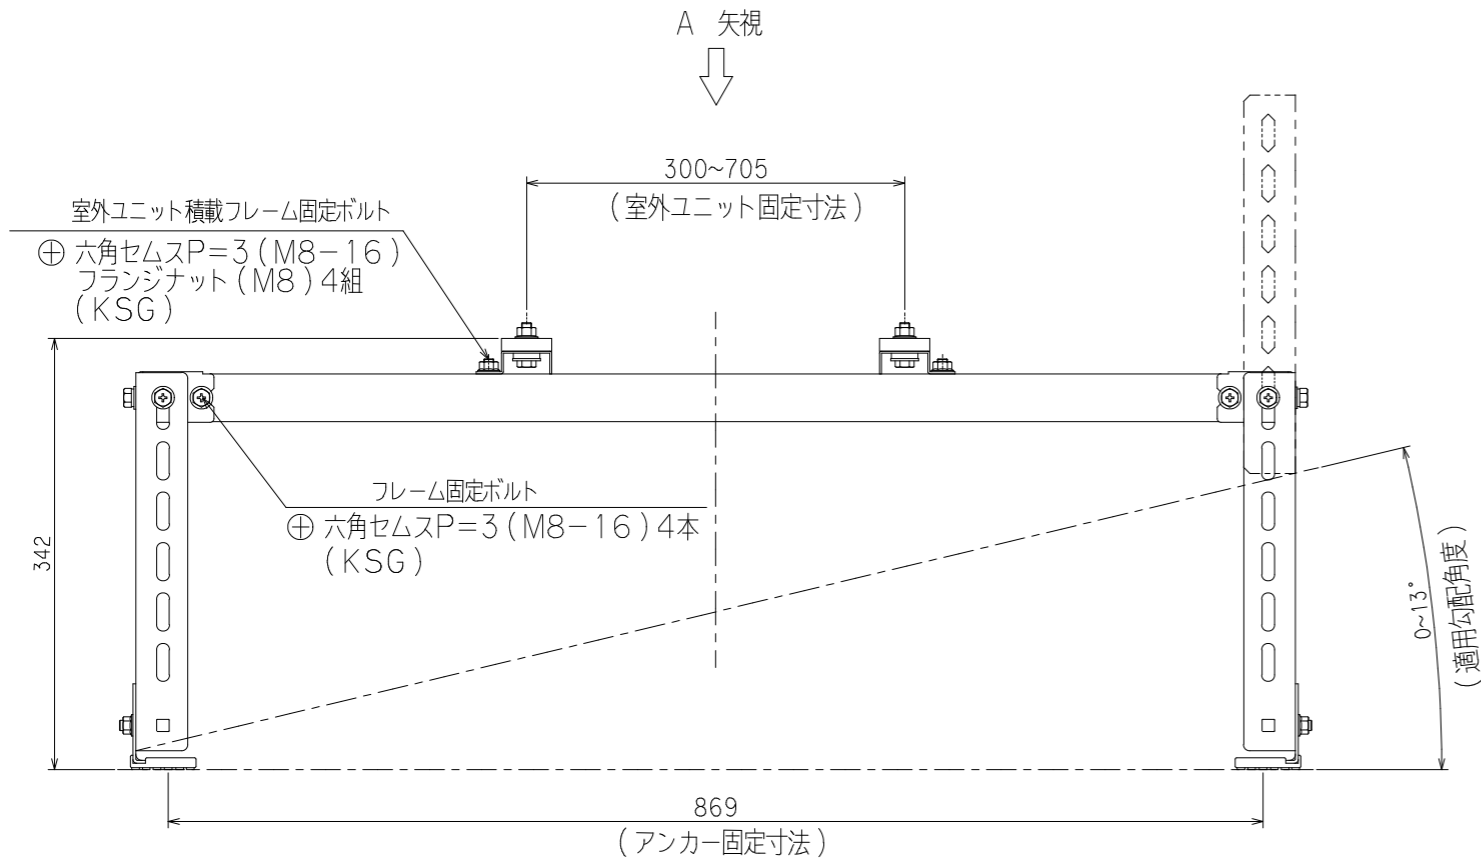 A 矢視
300~705
(室外ユニット固定寸法)
室外ユニット積載フレーム固定ボルト
⊕ 六角セムスP=3(M8-16)
フランジナット(M8)4組
(KSG)
フレーム固定ボルト
⊕ 六角セムスP=3(M8-16)4本
(KSG)
342
0~13°
(適用勾配角度)
869
(アンカー固定寸法)